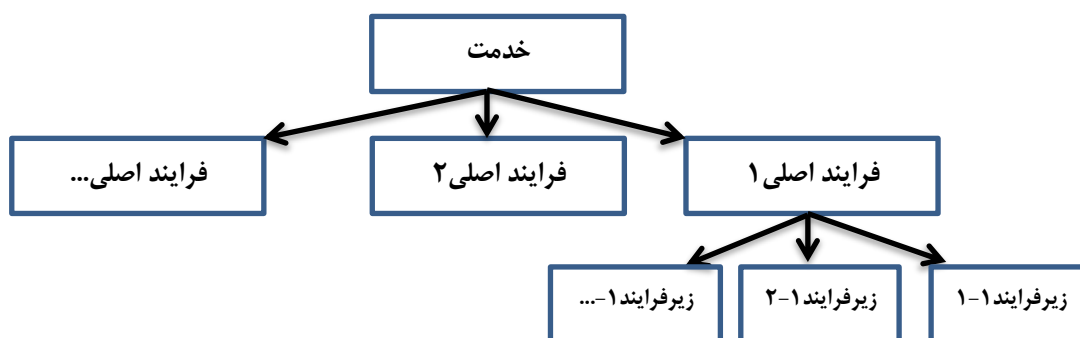 خدمت
فرایند اصلی۱
فرایند اصلی۲
فرایند اصلی...
زیرفرایند۱-۱
زیرفرایند۱-۲
زیرفرایند۱-...